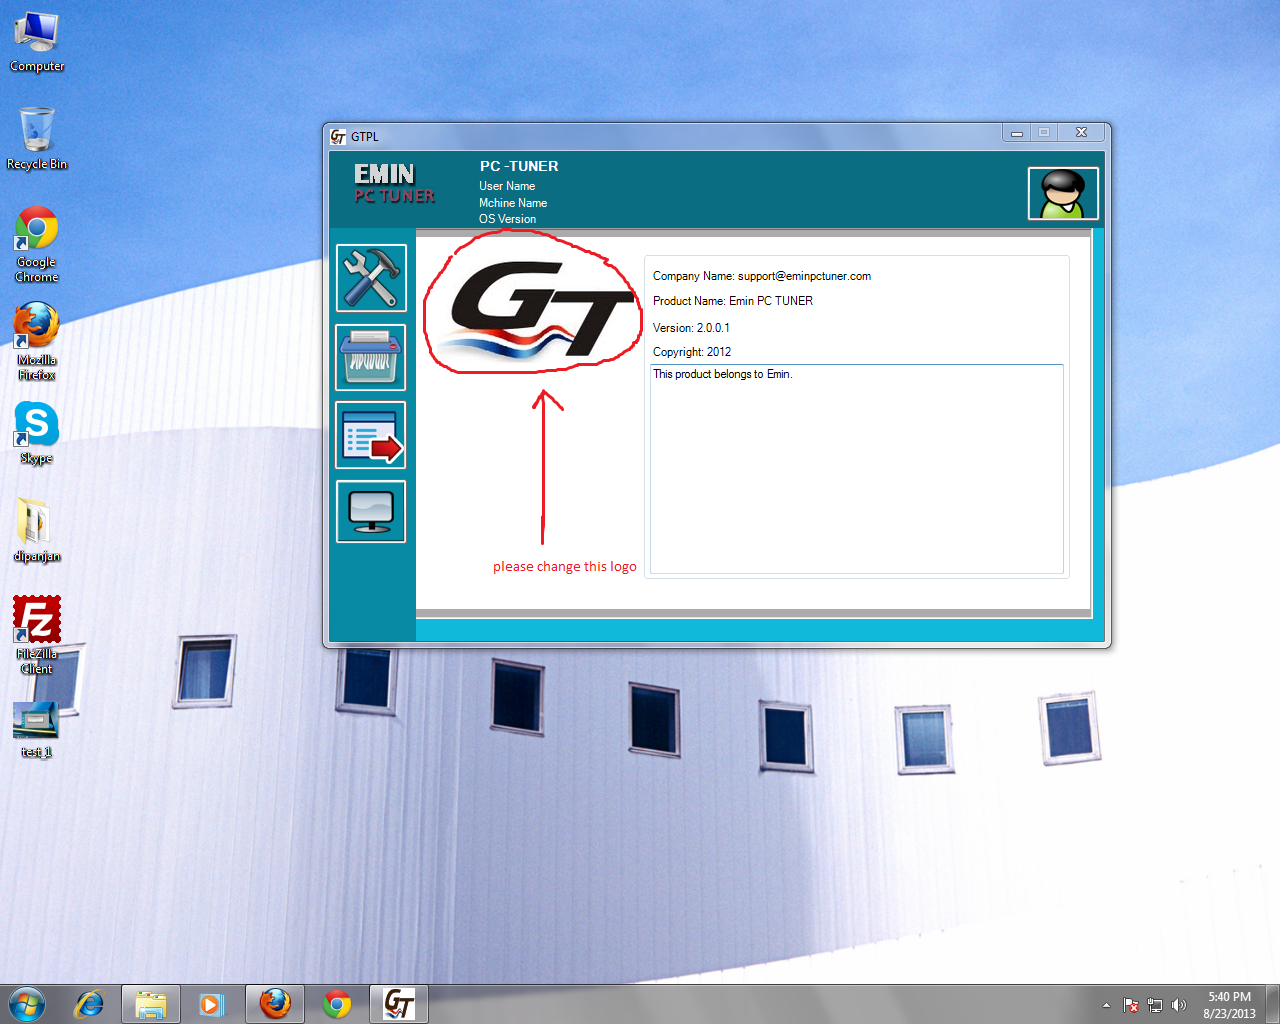 Computer
Recycle Bin
Google
Chrome
Mozilla
Firefox
Skype
dipanjan
FileZilla
Client
test_1
GTPL
EMIN
PC TUNER
PC -TUNER
User Name
Mchine Name
OS Version
GT
Company Name: support@eminpctuner.com
Product Name: Emin PC TUNER
Version: 2.0.0.1
Copyright: 2012
This product belongs to Emin.
please change this logo
5:40 PM
8/23/2013